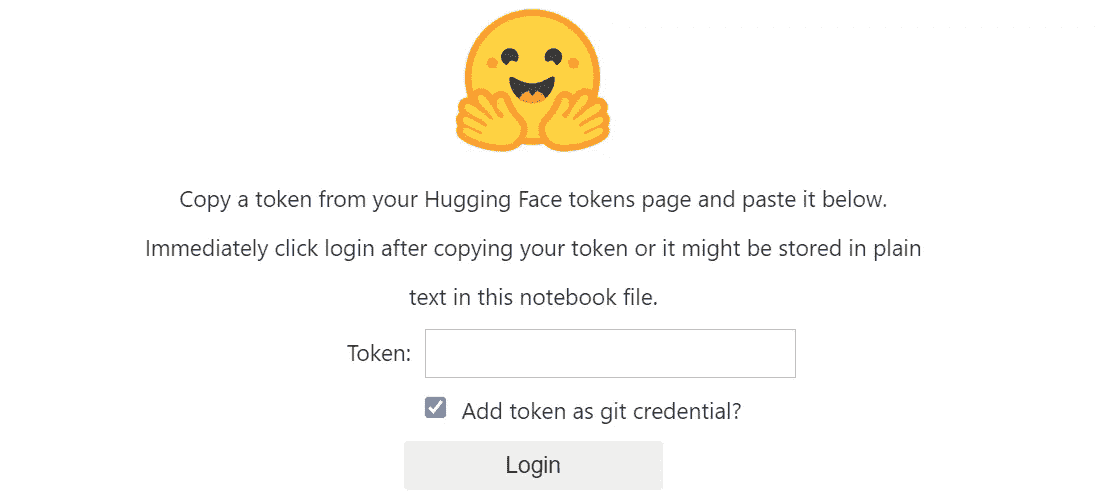 Copy a token from your Hugging Face tokens page and paste it below.
Immediately click login after copying your token or it might be stored in plain
text in this notebook file.
Token:
Add token as git credential?
Login